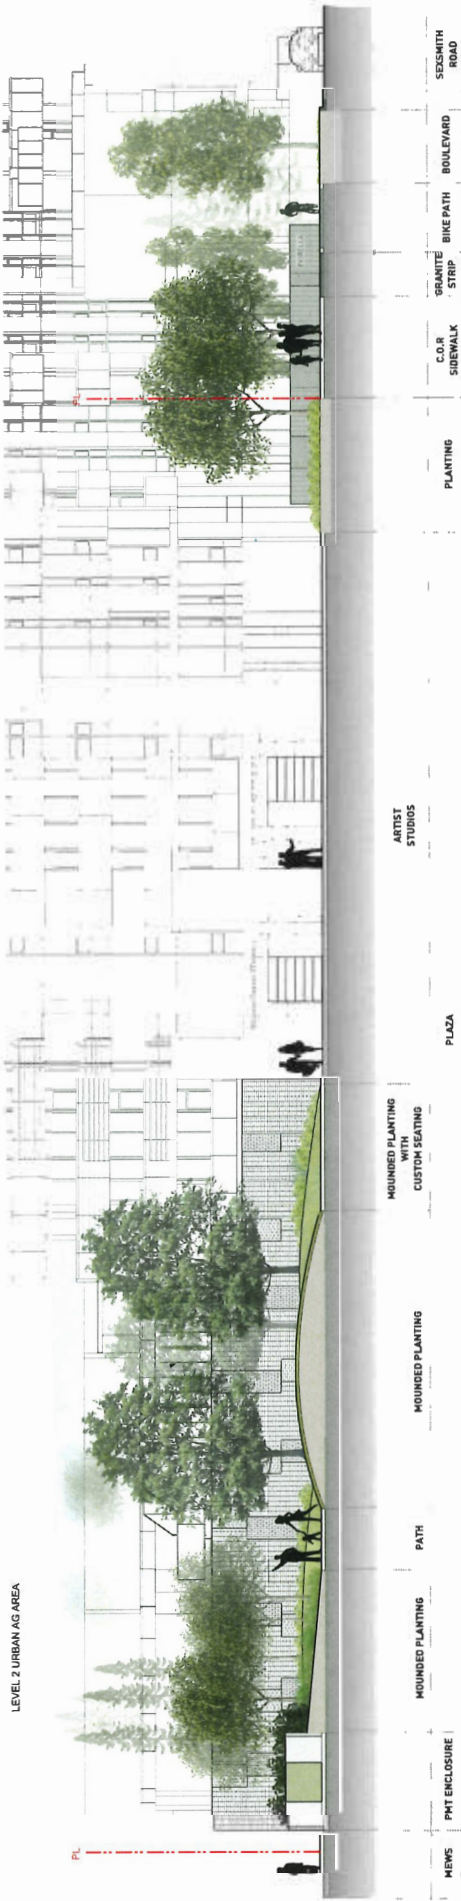 LEVEL 2 URBAN AG AREA
PL
PL
MEWS
PMT ENCLOSURE
MOUNDED PLANTING
PATH
MOUNDED PLANTING
MOUNDED PLANTING
WITH
CUSTOM SEATING
PLAZA
ARTIST
STUDIOS
PLANTING
C.O.R
SIDEWALK
GRANITE
STRIP
BIKE PATH
BOULEVARD
SEXSMITH
ROAD